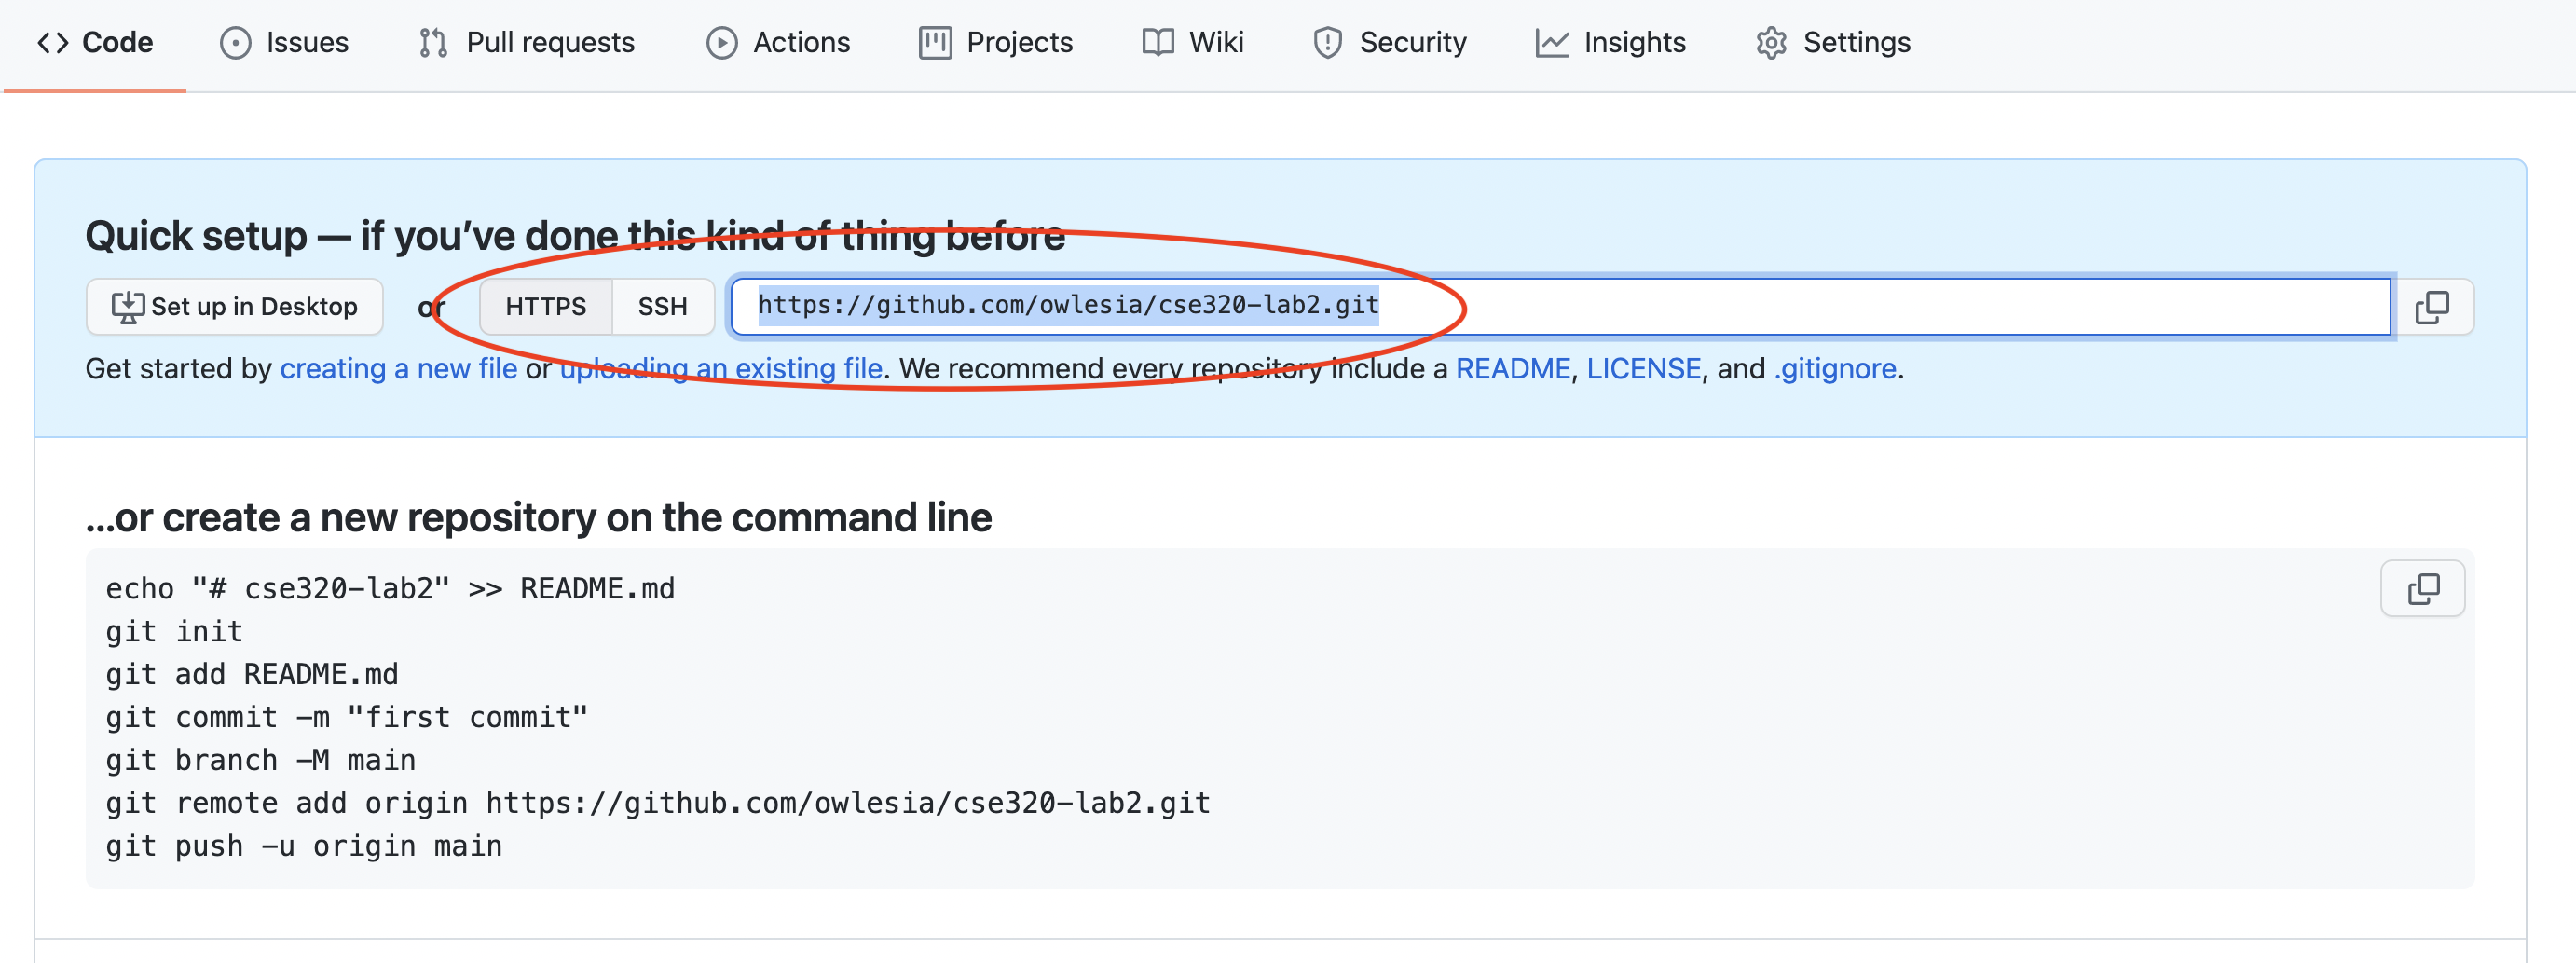 Code Issues Pull requests Actions Projects Wiki Security Insights Settings
Quick setup — if you’ve done this kind of thing before
Set up in Desktop or HTTPS SSH https://github.com/owlesia/cse320-lab2.git
Get started by creating a new file or uploading an existing file. We recommend every repository include a README, LICENSE, and .gitignore.
...or create a new repository on the command line
echo "# cse320-lab2" >> README.md
git init
git add README.md
git commit -m "first commit"
git branch -M main
git remote add origin https://github.com/owlesia/cse320-lab2.git
git push -u origin main